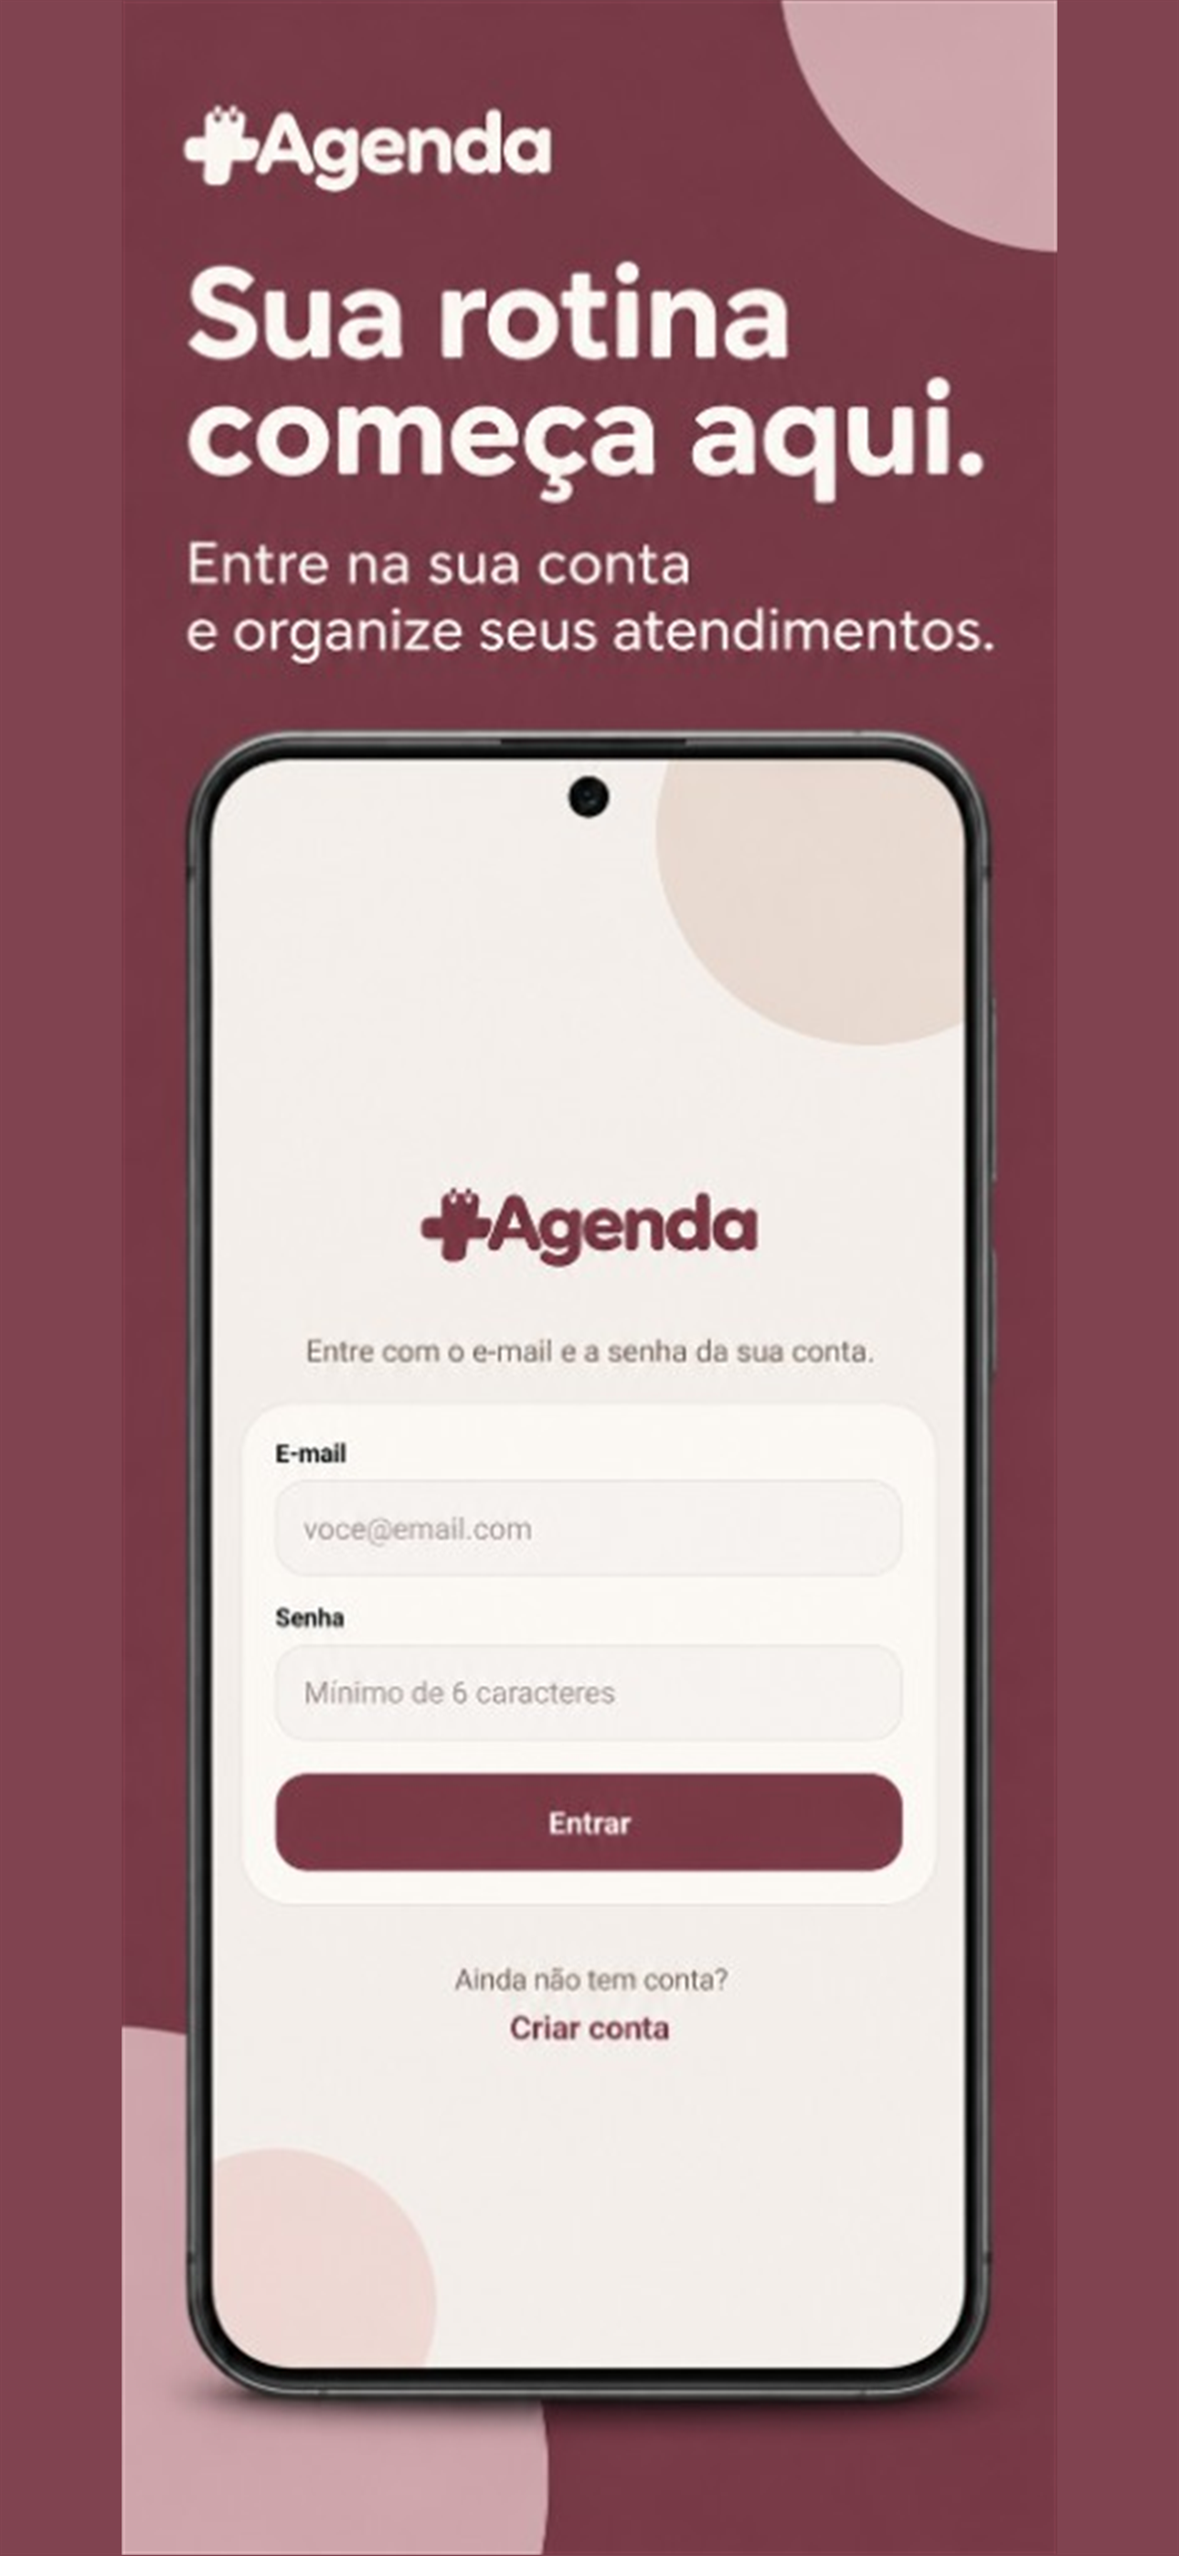 +Agenda
Sua rotina
começa aqui.
Entre na sua conta
e organize seus atendimentos.
+Agenda
Entre com o e-mail e a senha da sua conta.
E-mail
voce@email.com
Senha
Mínimo de 6 caracteres
Entrar
Ainda não tem conta?
Criar conta